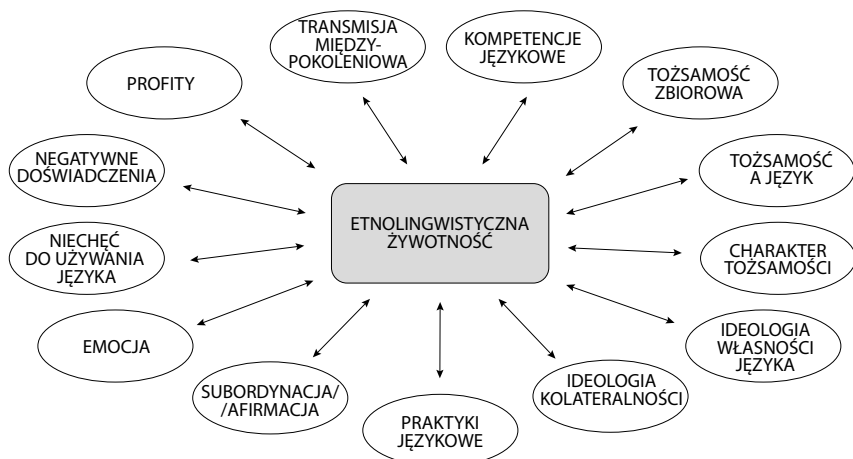 TRANSMISJA
MIĘDZY-
POKOLENIOWA
KOMPETENCJE
JĘZYKOWE
PROFITY
TOŻSAMOŚĆ
ZBIOROWA
NEGATYWNE
DOŚWIADCZENIA
TOŻSAMOŚĆ
A JĘZYK
ETNOLINGWISTYCZNA
ŻYWOTNOŚĆ
NIECHĘĆ
DO UŻYWANIA
JĘZYKA
CHARAKTER
TOŻSAMOŚCI
EMOCJA
IDEOLOGIA
WŁASNOŚCI
JĘZYKA
SUBORDYNACJA/
/AFIRMACJA
IDEOLOGIA
KOLATERALNOŚCI
PRAKTYKI
JĘZYKOWE